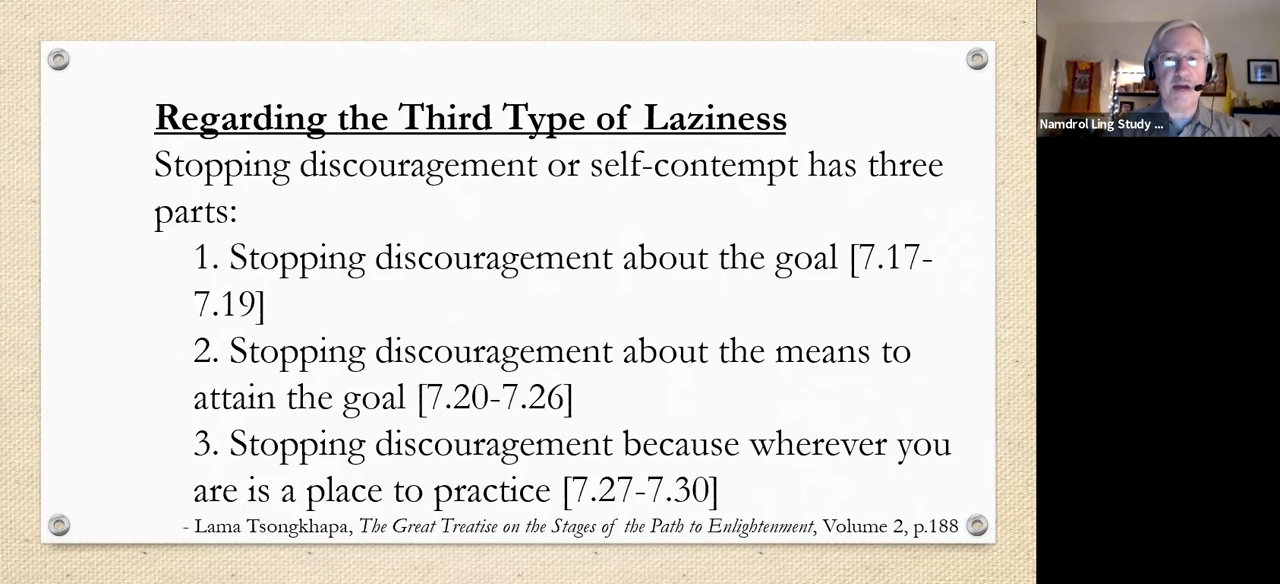 Regarding the Third Type of Laziness
Stopping discouragement or self-contempt has three
parts:
1. Stopping discouragement about the goal [7.17-
7.19]
2. Stopping discouragement about the means to
attain the goal [7.20-7.26]
3. Stopping discouragement because wherever you
are is a place to practice [7.27-7.30]
- Lama Tsongkhapa, The Great Treatise on the Stages of the Path to Enlightenment, Volume 2, p.188
Namdrol Ling Study ...